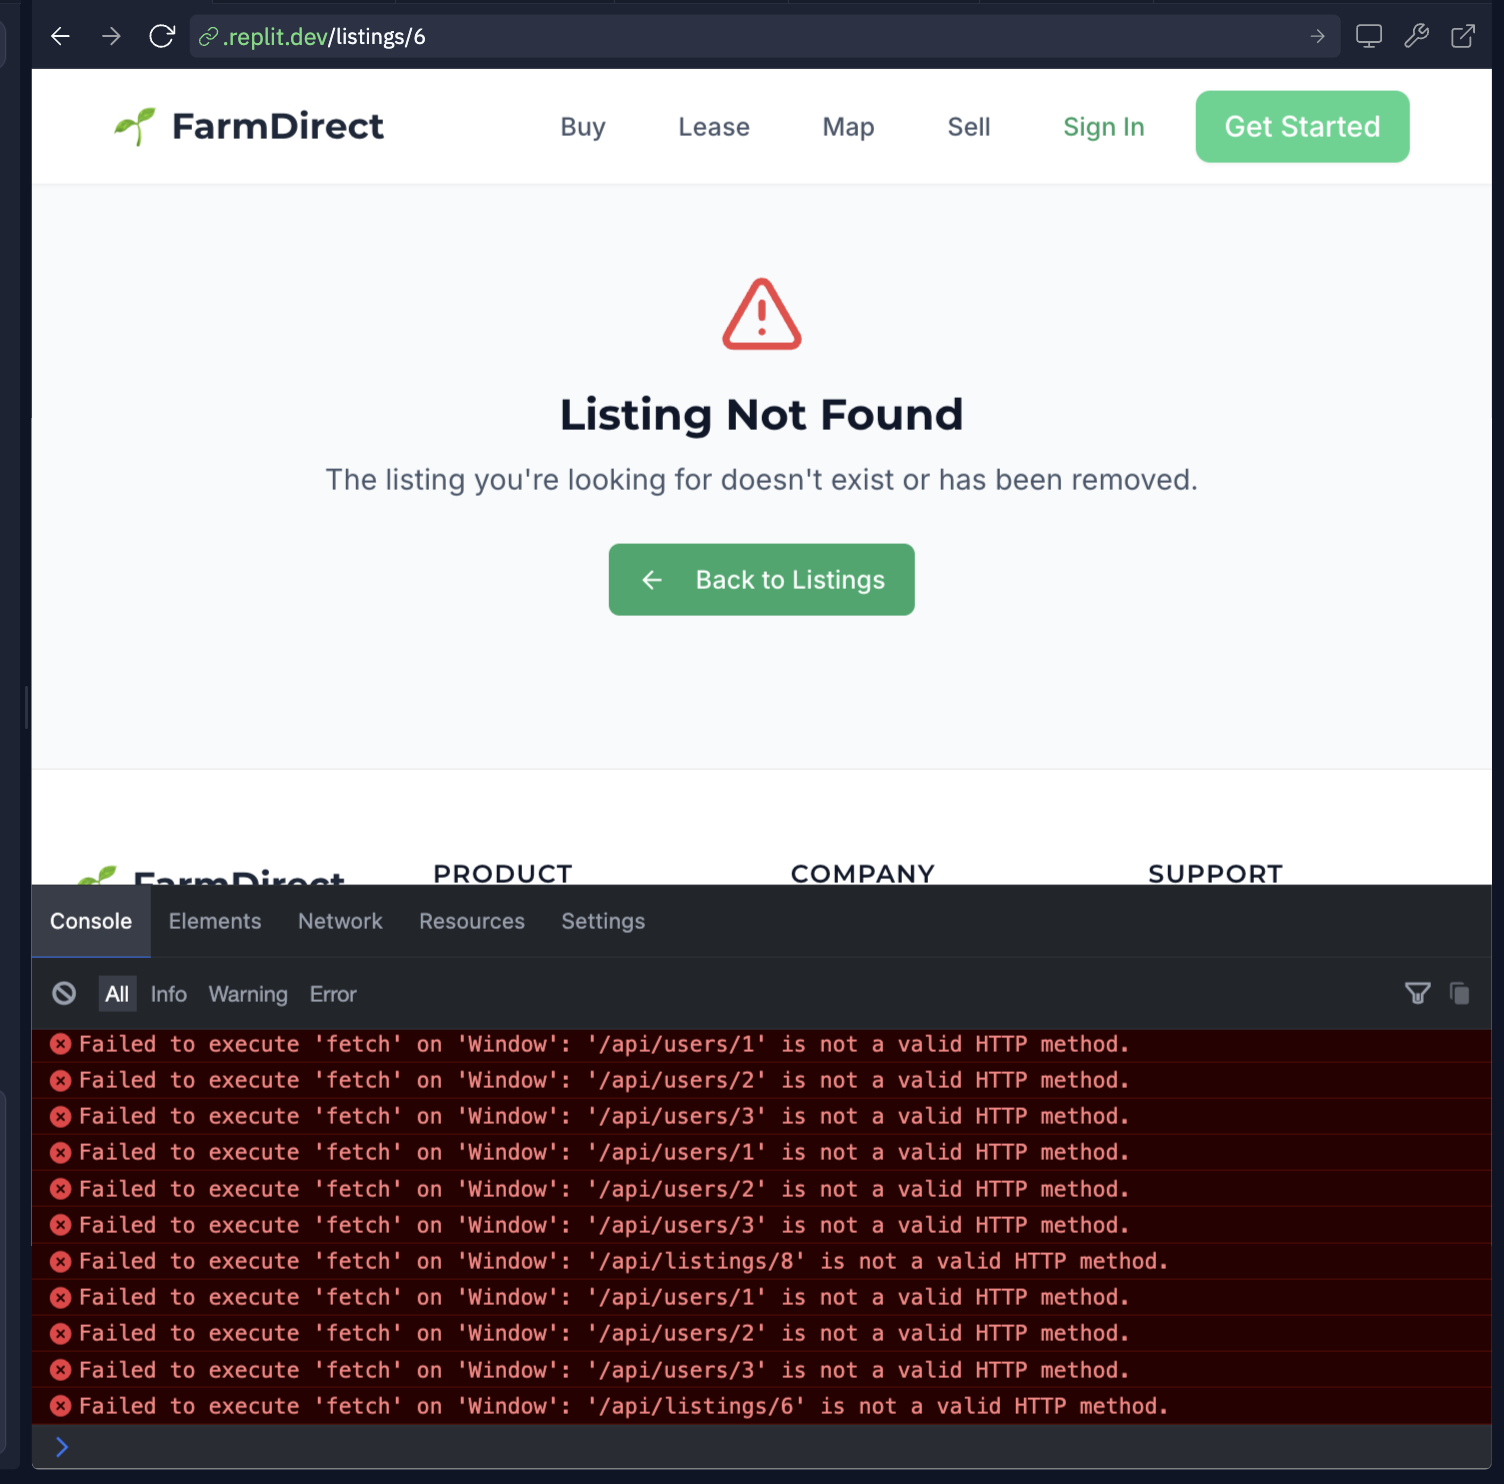 .replit.dev/listings/6
FarmDirect
Buy
Lease
Map
Sell
Sign In
Get Started
Listing Not Found
The listing you're looking for doesn't exist or has been removed.
Back to Listings
FarmDirect
PRODUCT
COMPANY
SUPPORT
Console
Elements
Network
Resources
Settings
All
Info
Warning
Error
Failed to execute 'fetch' on 'Window': '/api/users/1' is not a valid HTTP method.
Failed to execute 'fetch' on 'Window': '/api/users/2' is not a valid HTTP method.
Failed to execute 'fetch' on 'Window': '/api/users/3' is not a valid HTTP method.
Failed to execute 'fetch' on 'Window': '/api/users/1' is not a valid HTTP method.
Failed to execute 'fetch' on 'Window': '/api/users/2' is not a valid HTTP method.
Failed to execute 'fetch' on 'Window': '/api/users/3' is not a valid HTTP method.
Failed to execute 'fetch' on 'Window': '/api/listings/8' is not a valid HTTP method.
Failed to execute 'fetch' on 'Window': '/api/users/1' is not a valid HTTP method.
Failed to execute 'fetch' on 'Window': '/api/users/2' is not a valid HTTP method.
Failed to execute 'fetch' on 'Window': '/api/users/3' is not a valid HTTP method.
Failed to execute 'fetch' on 'Window': '/api/listings/6' is not a valid HTTP method.